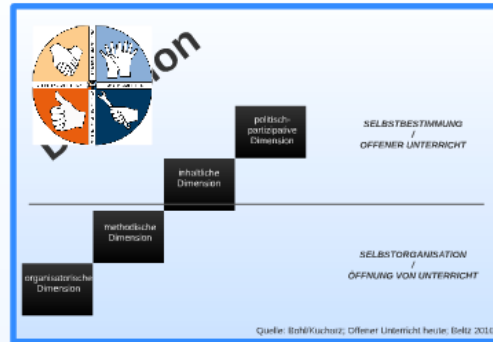 politisch-
partizipative
Dimension
SELBSTBESTIMMUNG
/
OFFENER UNTERRICHT
inhaltliche
Dimension
methodische
Dimension
organisatorische
Dimension
SELBSTORGANISATION
/
ÖFFNUNG VON UNTERRICHT
Quelle: Bohl/Kucharz; Offener Unterricht heute; Beltz 2010